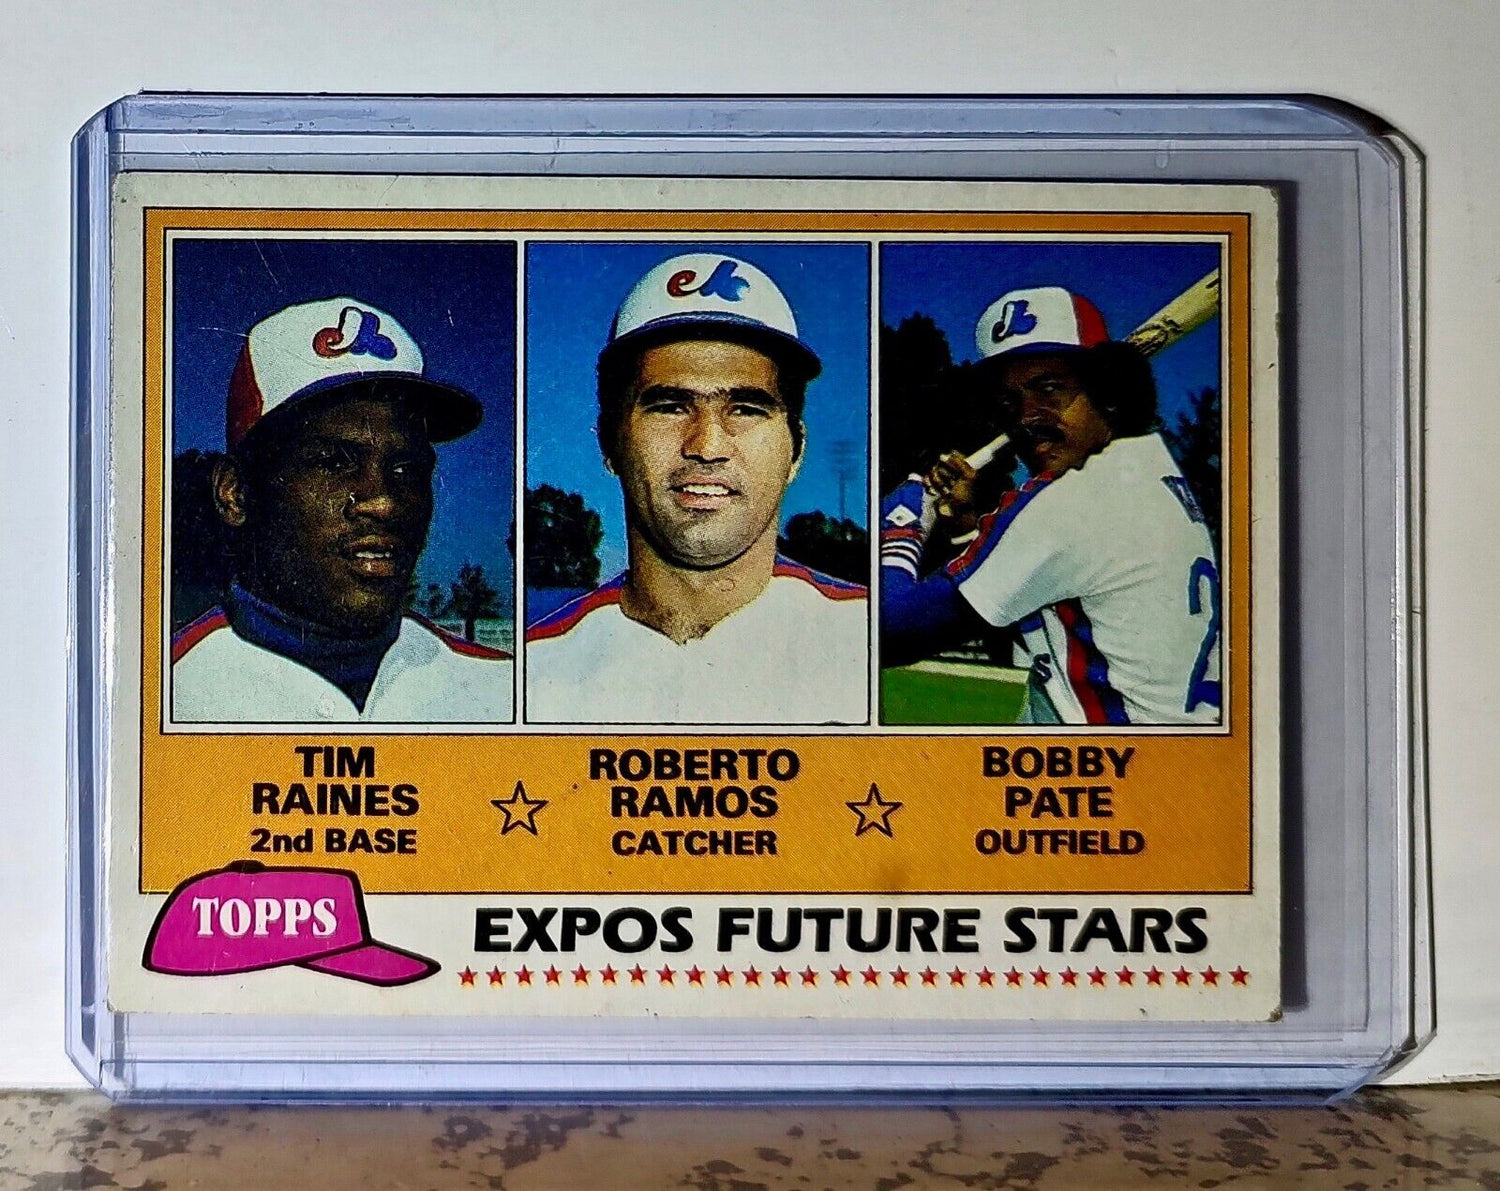 TIM
RAINES
2nd BASE
ROBERTO
RAMOS
CATCHER
BOBBY
PATE
OUTFIELD
TOPPS
EXPOS FUTURE STARS